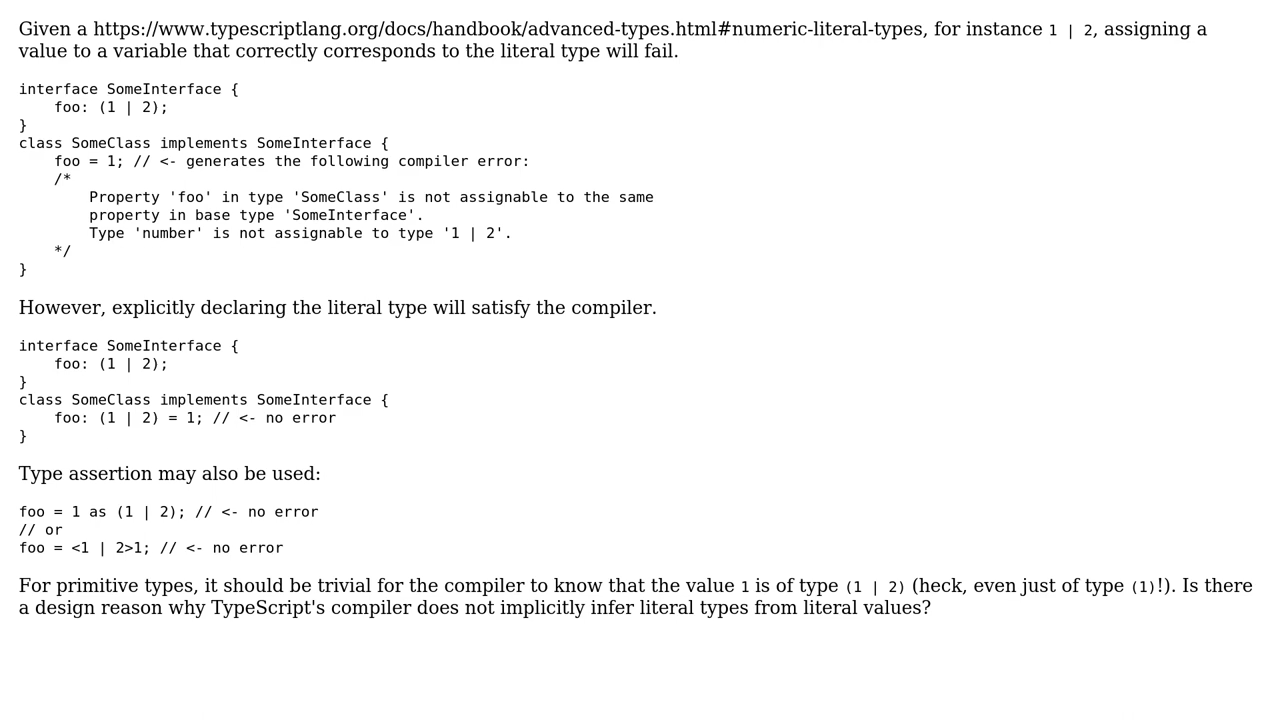 Given a https://www.typescriptlang.org/docs/handbook/advanced-types.html#numeric-literal-types, for instance 1 | 2, assigning a
value to a variable that correctly corresponds to the literal type will fail.
interface SomeInterface {
    foo: (1 | 2);
}
class SomeClass implements SomeInterface {
    foo = 1; // <- generates the following compiler error:
    /*
        Property 'foo' in type 'SomeClass' is not assignable to the same
        property in base type 'SomeInterface'.
        Type 'number' is not assignable to type '1 | 2'.
    */
}
However, explicitly declaring the literal type will satisfy the compiler.
interface SomeInterface {
    foo: (1 | 2);
}
class SomeClass implements SomeInterface {
    foo: (1 | 2) = 1; // <- no error
}
Type assertion may also be used:
foo = 1 as (1 | 2); // <- no error
// or
foo = <1 | 2>1; // <- no error
For primitive types, it should be trivial for the compiler to know that the value 1 is of type (1 | 2) (heck, even just of type (1)!). Is there
a design reason why TypeScript's compiler does not implicitly infer literal types from literal values?